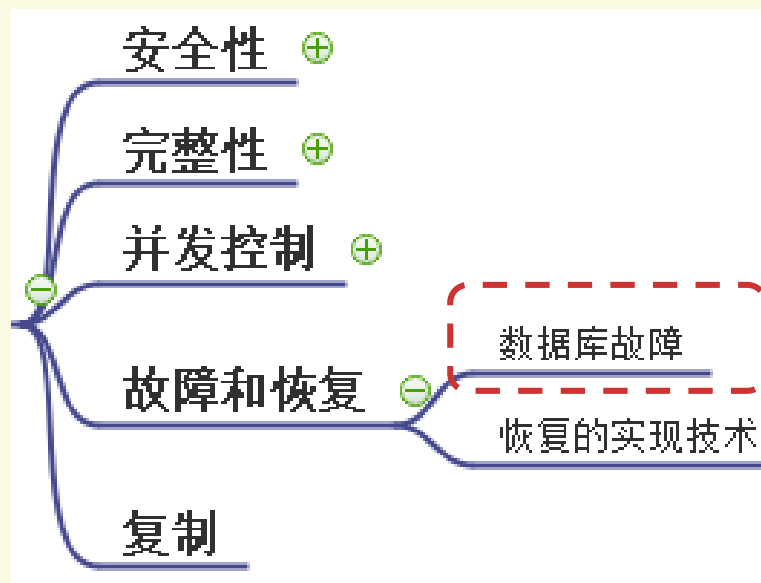 安全性
完整性
并发控制
数据库故障
故障和恢复
恢复的实现技术
复制